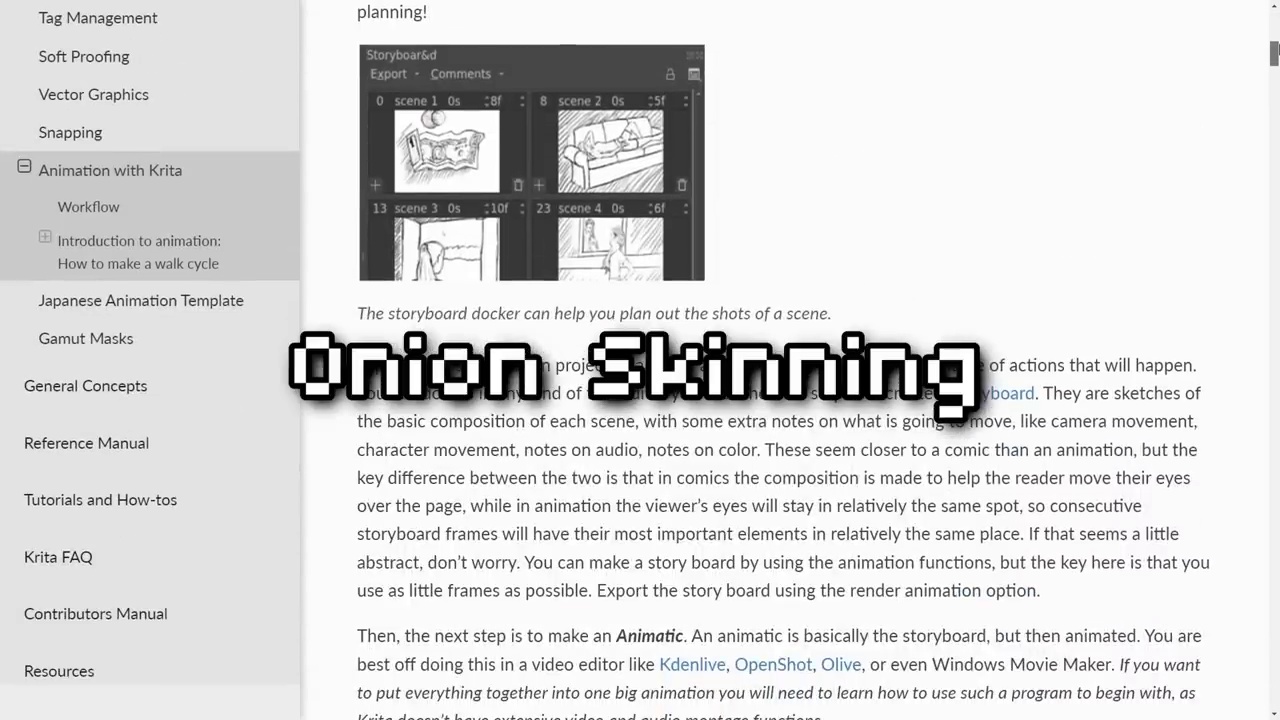 Tag Management
Soft Proofing
Vector Graphics
Snapping
Animation with Krita
Workflow
Introduction to animation:
How to make a walk cycle
Japanese Animation Template
Gamut Masks
General Concepts
Reference Manual
Tutorials and How-tos
Krita FAQ
Contributors Manual
Resources
planning!
Storyboar&d
Export Comments
0 scene 1 0s 8f
8 scene 2 0s 5f
13 scene 3 0s 10f
23 scene 4 0s 6f
The storyboard docker can help you plan out the shots of a scene.
Onion Skinning
of actions that will happen.
They are sketches of
the basic composition of each scene, with some extra notes on what is going to move, like camera movement,
character movement, notes on audio, notes on color. These seem closer to a comic than an animation, but the
key difference between the two is that in comics the composition is made to help the reader move their eyes
over the page, while in animation the viewer's eyes will stay in relatively the same spot, so consecutive
storyboard frames will have their most important elements in relatively the same place. If that seems a little
abstract, don't worry. You can make a story board by using the animation functions, but the key here is that you
use as little frames as possible. Export the story board using the render animation option.
Then, the next step is to make an Animatic. An animatic is basically the storyboard, but then animated. You are
best off doing this in a video editor like Kdenlive, OpenShot, Olive, or even Windows Movie Maker. If you want
to put everything together into one big animation you will need to learn how to use such a program to begin with, as
Krita doesn't have extensive video and audio montage functions.